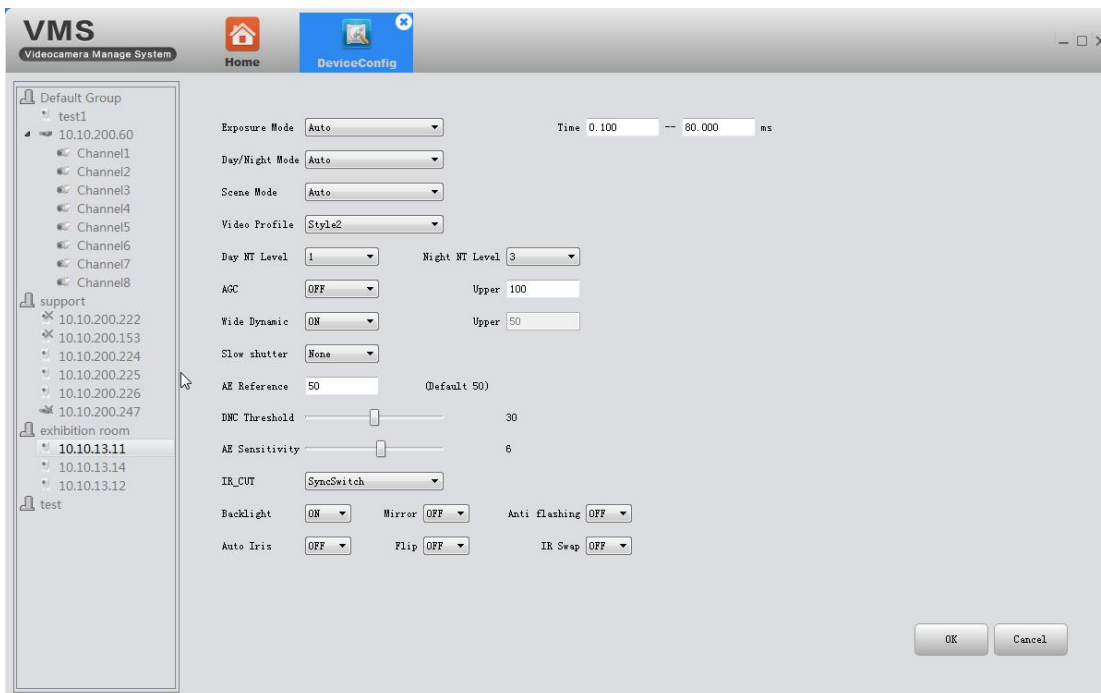 VMS
Videocamera Manage System
Home
DeviceConfig
Default Group
test1
10.10.200.60
Channel1
Channel2
Channel3
Channel4
Channel5
Channel6
Channel7
Channel8
support
10.10.200.222
10.10.200.153
10.10.200.224
10.10.200.225
10.10.200.226
10.10.200.247
exhibition room
10.10.13.11
10.10.13.14
10.10.13.12
test
Exposure Mode Auto Time 0.100 -- 80.000 ms
Day/Night Mode Auto
Scene Mode Auto
Video Profile Style2
Day NT Level 1 Night NT Level 3
AGC OFF Upper 100
Wide Dynamic ON Upper 50
Slow shutter None
AE Reference 50 (Default 50)
DNC Threshold 30
AE Sensitivity 6
IR_CUT SyncSwitch
Backlight ON Mirror OFF Anti flashing OFF
Auto Iris OFF Flip OFF IR Swap OFF
OK Cancel